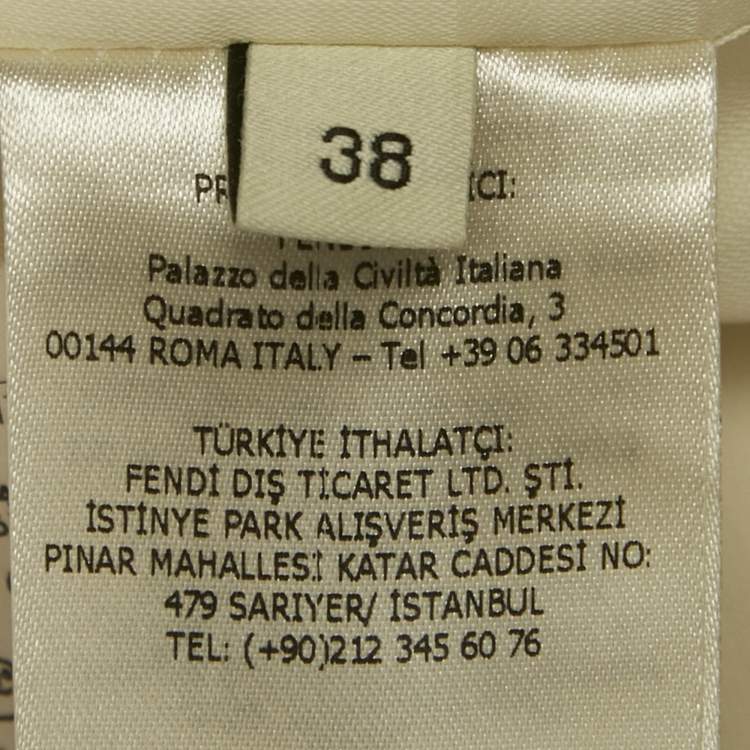 38
Palazzo della Civiltà Italiana
Quadrato della Concordia, 3
00144 ROMA ITALY – Tel +39 06 334501
TÜRKİYE İTHALATÇI:
FENDİ DIŞ TİCARET LTD. ŞTİ.
İSTİNYE PARK ALIŞVERİŞ MERKEZİ
PINAR MAHALLESİ KATAR CADDESİ NO:
479 SARIYER/ İSTANBUL
TEL: (+90)212 345 60 76